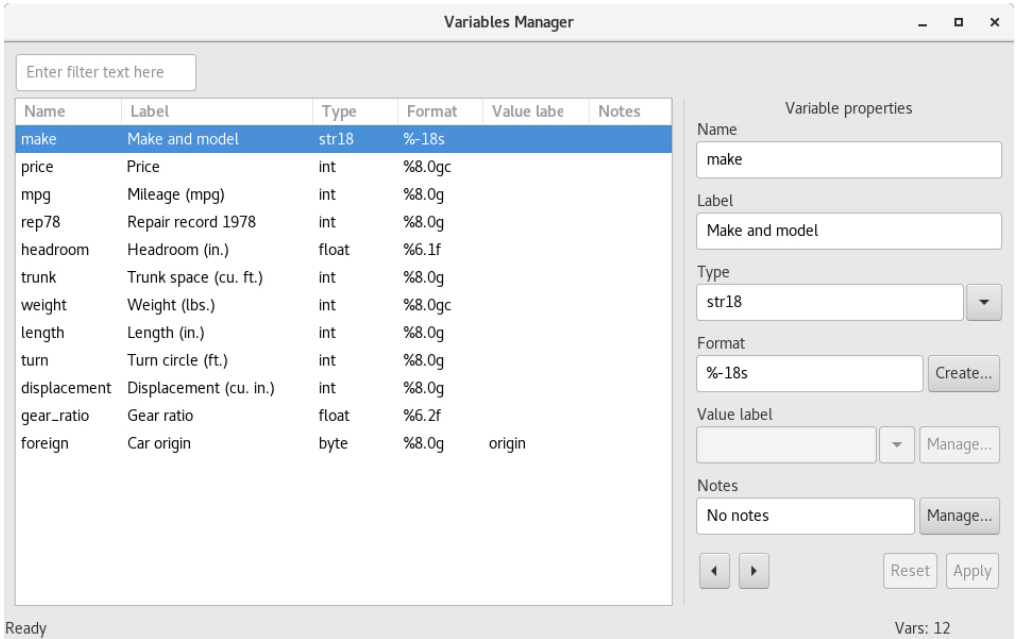 Variables Manager
Enter filter text here
Name Label Type Format Value labe Notes
make Make and model str18 %-18s
price Price int %8.0gc
mpg Mileage (mpg) int %8.0g
rep78 Repair record 1978 int %8.0g
headroom Headroom (in.) float %6.1f
trunk Trunk space (cu. ft.) int %8.0g
weight Weight (lbs.) int %8.0gc
length Length (in.) int %8.0g
turn Turn circle (ft.) int %8.0g
displacement Displacement (cu. in.) int %8.0g
gear_ratio Gear ratio float %6.2f
foreign Car origin byte %8.0g origin
Variable properties
Name
make
Label
Make and model
Type
str18
Format
%-18s Create...
Value label
Manage...
Notes
No notes Manage...
Reset Apply
Ready Vars: 12